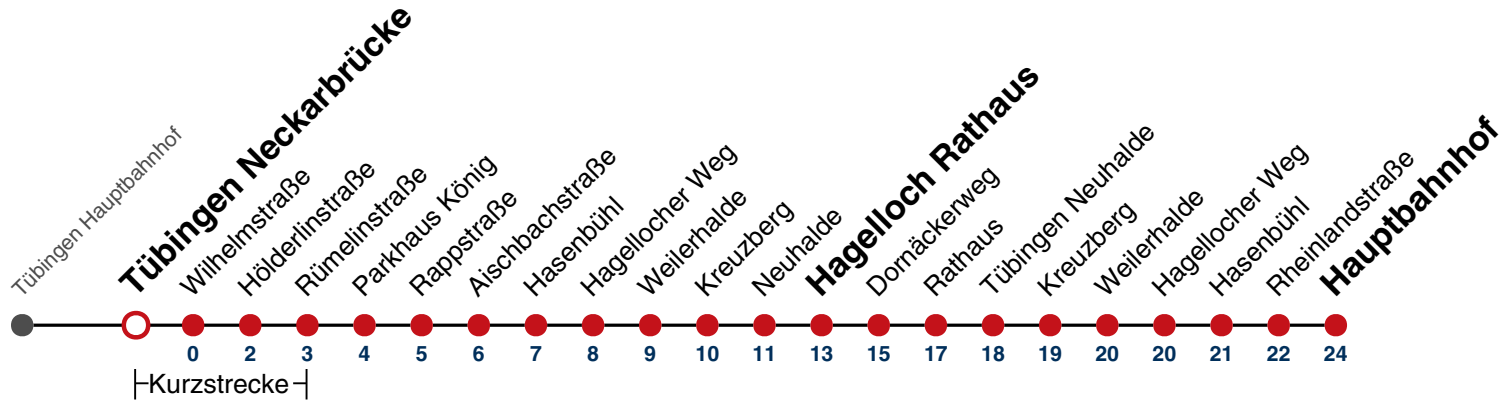 Tübingen Hauptbahnhof
Tübingen Neckarbrücke
Wilhelmstraße
Hölderlinstraße
Rümelinstraße
Parkhaus König
Rappstraße
Aischbachstraße
Hasenbühl
Hagellocher Weg
Weilerhalde
Kreuzberg
Neuhalde
Hagelloch Rathaus
Dornäckerweg
Rathaus
Tübingen Neuhalde
Kreuzberg
Weilerhalde
Hagellocher Weg
Hasenbühl
Rheinlandstraße
Hauptbahnhof
0 2 3 4 5 6 7 8 9 10 11 13 15 17 18 19 20 20 21 22 24
Kurzstrecke